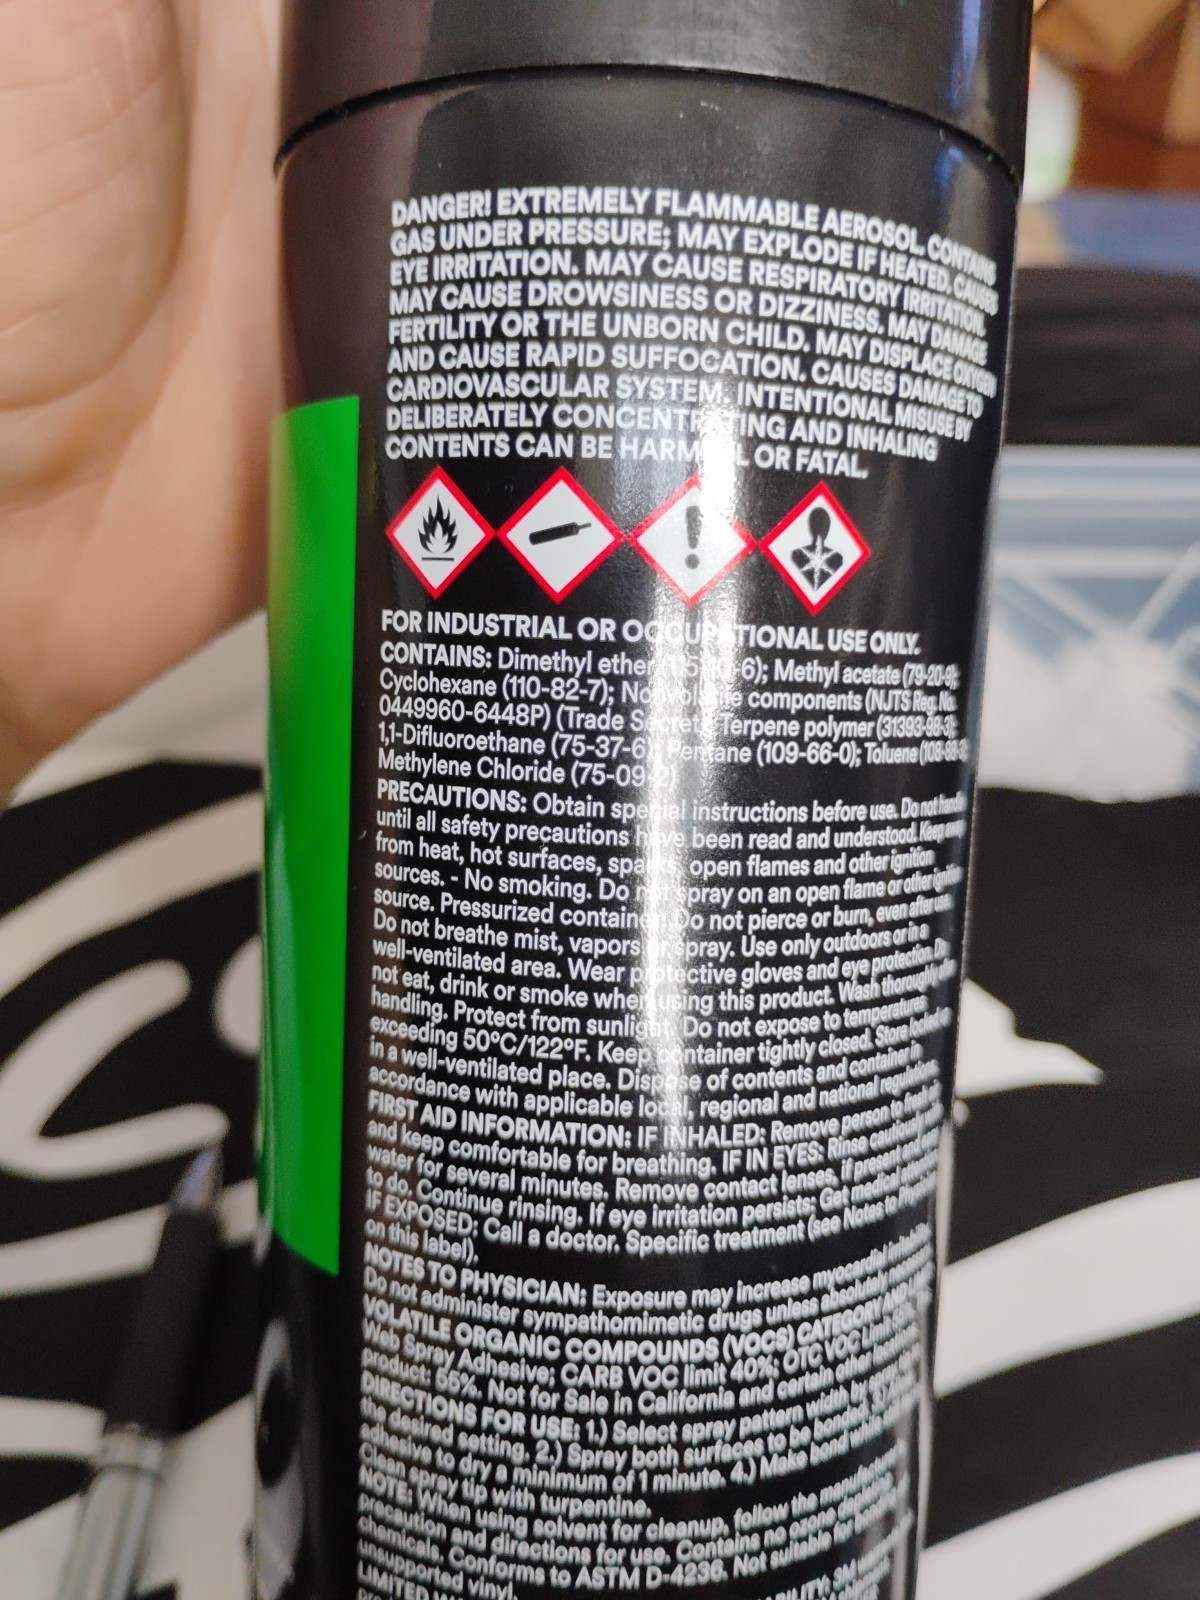 DANGER! EXTREMELY FLAMMABLE AEROSOL. CONTAINS
GAS UNDER PRESSURE; MAY EXPLODE IF HEATED. CAUSES
EYE IRRITATION. MAY CAUSE RESPIRATORY IRRITATION.
MAY CAUSE DROWSINESS OR DIZZINESS. MAY DAMAGE
FERTILITY OR THE UNBORN CHILD. MAY DISPLACE OXYGEN
AND CAUSE RAPID SUFFOCATION. CAUSES DAMAGE TO
CARDIOVASCULAR SYSTEM. INTENTIONAL MISUSE BY
DELIBERATELY CONCENTRATING AND INHALING
CONTENTS CAN BE HARMFUL OR FATAL.
FOR INDUSTRIAL OR OCCUPATIONAL USE ONLY.
CONTAINS: Dimethyl ether (115-10-6); Methyl acetate (79-20-9);
Cyclohexane (110-82-7); Nonvolatile components (NJTS Reg. No.
0449960-6448P) (Trade Secret); Terpene polymer (31393-98-3);
1,1-Difluoroethane (75-37-6); Pentane (109-66-0); Toluene (108-88-3);
Methylene Chloride (75-09-2)
PRECAUTIONS: Obtain special instructions before use. Do not handle
until all safety precautions have been read and understood. Keep away
from heat, hot surfaces, sparks, open flames and other ignition
sources. - No smoking. Do not spray on an open flame or other ignition
source. Pressurized container: Do not pierce or burn, even after use.
Do not breathe mist, vapors or spray. Use only outdoors or in a
well-ventilated area. Wear protective gloves and eye protection. Do
not eat, drink or smoke when using this product. Wash thoroughly after
handling. Protect from sunlight. Do not expose to temperatures
exceeding 50°C/122°F. Keep container tightly closed. Store locked
in a well-ventilated place. Dispose of contents and container in
accordance with applicable local, regional and national regulations.
FIRST AID INFORMATION: IF INHALED: Remove person to fresh air
and keep comfortable for breathing. IF IN EYES: Rinse cautiously with
water for several minutes. Remove contact lenses, if present and easy
to do. Continue rinsing. If eye irritation persists: Get medical
IF EXPOSED: Call a doctor. Specific treatment (see Notes to Physician
on this label).
NOTES TO PHYSICIAN: Exposure may increase myocardial irritability.
Do not administer sympathomimetic drugs unless absolutely necessary.
VOLATILE ORGANIC COMPOUNDS (VOCS) CATEGORY
Web Spray Adhesive; CARB VOC limit 40%; OTC VOC Limit
product: 55%. Not for Sale in California and certain other
DIRECTIONS FOR USE: 1.) Select spray pattern width by
the desired setting. 2.) Spray both surfaces to be bonded. 3.)
adhesive to dry a minimum of 1 minute. 4.) Make bond while
Clean spray tip with turpentine.
NOTE: When using solvent for cleanup, follow the manufacturer's
precaution and directions for use. Contains no ozone depleting
chemicals. Conforms to ASTM D-4236. Not suitable for
unsupported vinyl.
LIMITED 3M